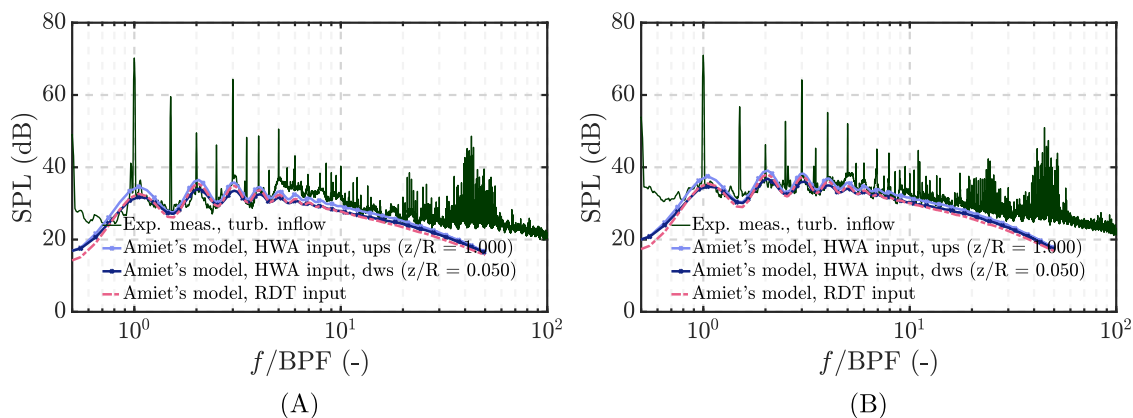 80
60
40
20
0
SPL (dB)
Exp. meas., turb. inflow
Amiet's model, HWA input, ups (z/R = 1.000)
Amiet's model, HWA input, dws (z/R = 0.050)
Amiet's model, RDT input
10^0 10^1 10^2
f/BPF (-)
(A)
80
60
40
20
0
SPL (dB)
Exp. meas., turb. inflow
Amiet's model, HWA input, ups (z/R = 1.000)
Amiet's model, HWA input, dws (z/R = 0.050)
Amiet's model, RDT input
10^0 10^1 10^2
f/BPF (-)
(B)